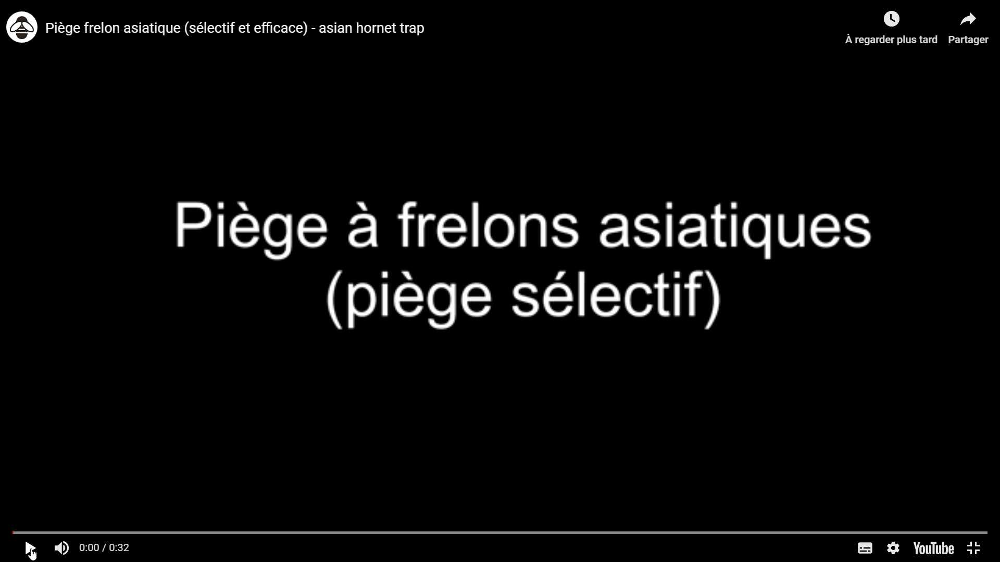 Piège frelon asiatique (sélectif et efficace) - asian hornet trap
À regarder plus tard
Partager
Piège à frelons asiatiques
(piège sélectif)
0:00 / 0:32
YouTube